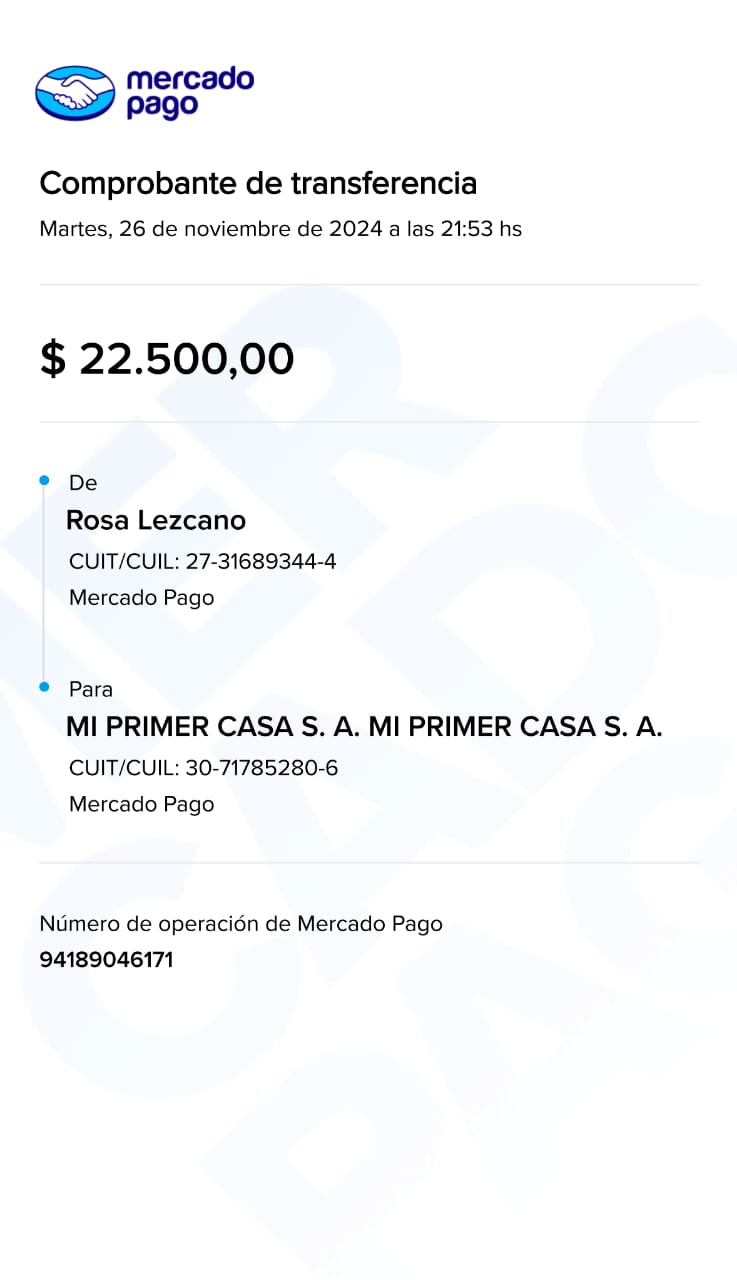 mercado
pago
Comprobante de transferencia
Martes, 26 de noviembre de 2024 a las 21:53 hs
$ 22.500,00
De
Rosa Lezcano
CUIT/CUIL: 27-31689344-4
Mercado Pago
Para
MI PRIMER CASA S. A. MI PRIMER CASA S. A.
CUIT/CUIL: 30-71785280-6
Mercado Pago
Número de operación de Mercado Pago
94189046171